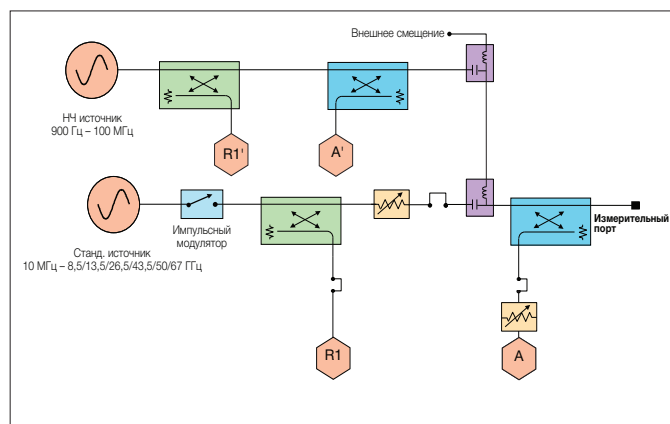 Внешнее смещение
НЧ источник
900 Гц – 100 МГц
R1'
A'
Импульсный
модулятор
Измерительный
порт
Станд. источник
10 МГц – 8,5/13,5/26,5/43,5/50/67 ГГц
R1
A